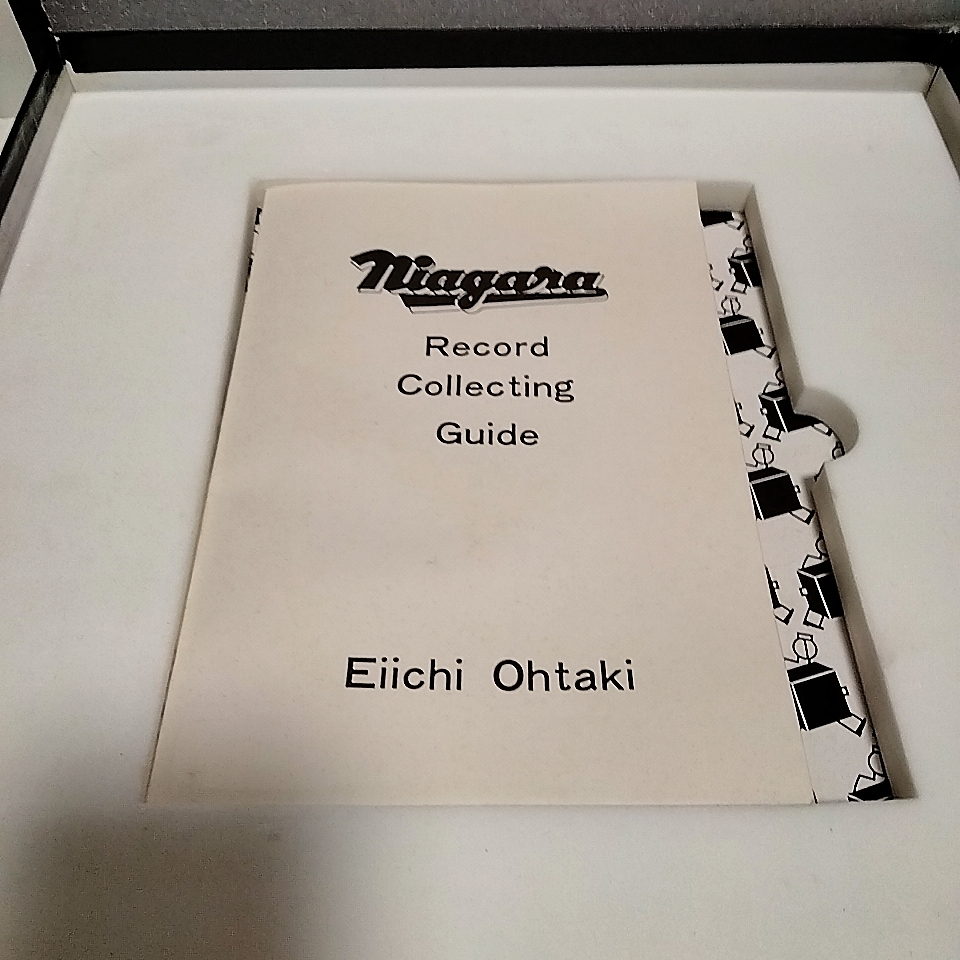 Niagara
Record
Collecting
Guide
Eiichi Ohtaki